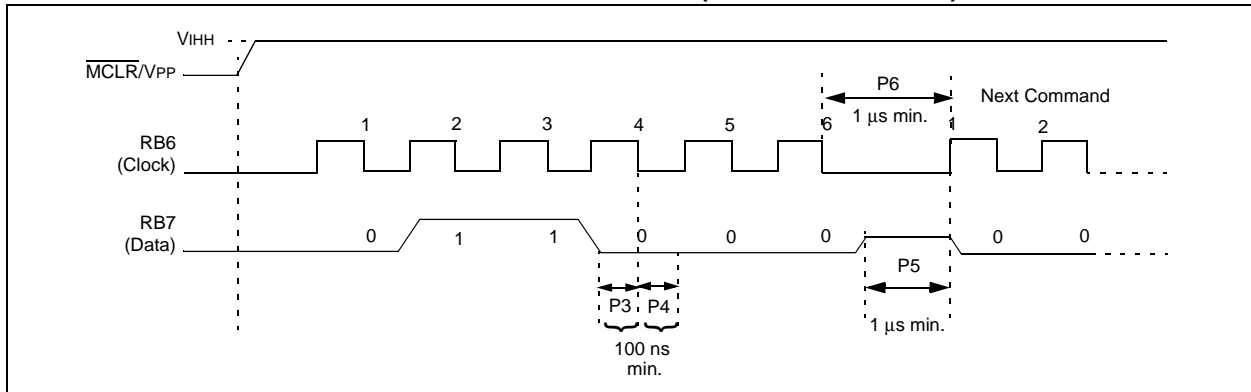 VIHH
MCLR/VPP
P6
1 µs min.
Next Command
1 2 3 4 5 6 1 2
RB6
(Clock)
RB7
(Data)
0 1 1 0 0 0 0 0
P5
P3 P4
1 µs min.
100 ns
min.